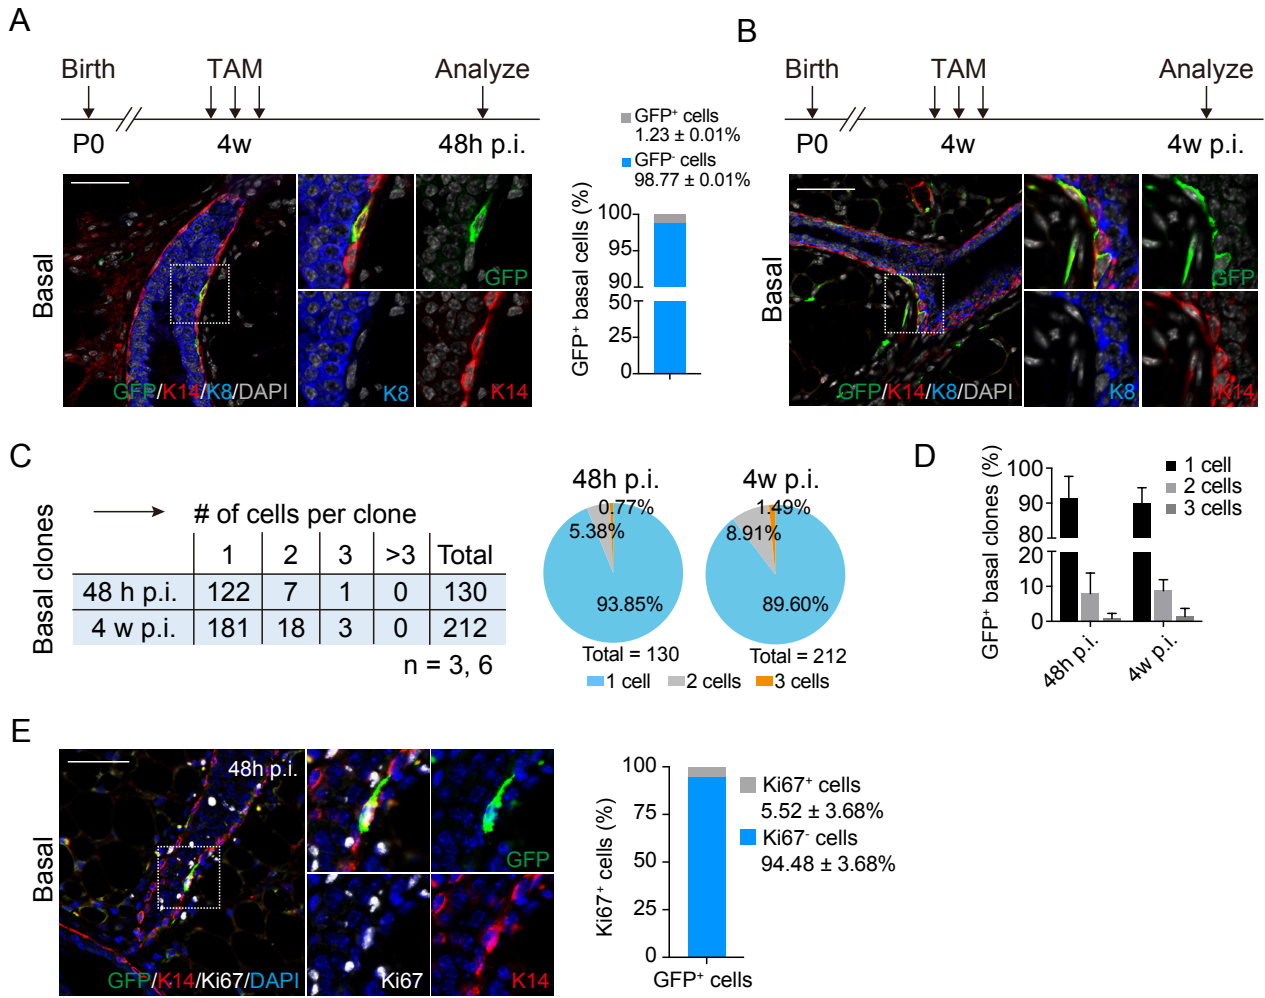 A
Birth TAM Analyze
P0 4w 48h p.i.
Basal
GFP/K14/K8/DAPI
GFP
K8
K14
GFP⁺ cells
1.23 ± 0.01%
GFP⁻ cells
98.77 ± 0.01%
GFP⁺ basal cells (%)
100
95
90
50
25
0
B
Birth TAM Analyze
P0 4w 4w p.i.
Basal
GFP/K14/K8/DAPI
GFP
K8
K14
C
Basal clones
# of cells per clone
1 2 3 >3 Total
48 h p.i. 122 7 1 0 130
4 w p.i. 181 18 3 0 212
n = 3, 6
48h p.i.
0.77%
5.38%
93.85%
Total = 130
4w p.i.
1.49%
8.91%
89.60%
Total = 212
1 cell 2 cells 3 cells
D
GFP⁺ basal clones (%)
100
90
80
20
10
0
48h p.i. 4w p.i.
1 cell
2 cells
3 cells
E
Basal
48h p.i.
GFP/K14/Ki67/DAPI
GFP
Ki67
K14
Ki67⁺ cells (%)
100
75
50
25
0
GFP⁺ cells
Ki67⁺ cells
5.52 ± 3.68%
Ki67⁻ cells
94.48 ± 3.68%